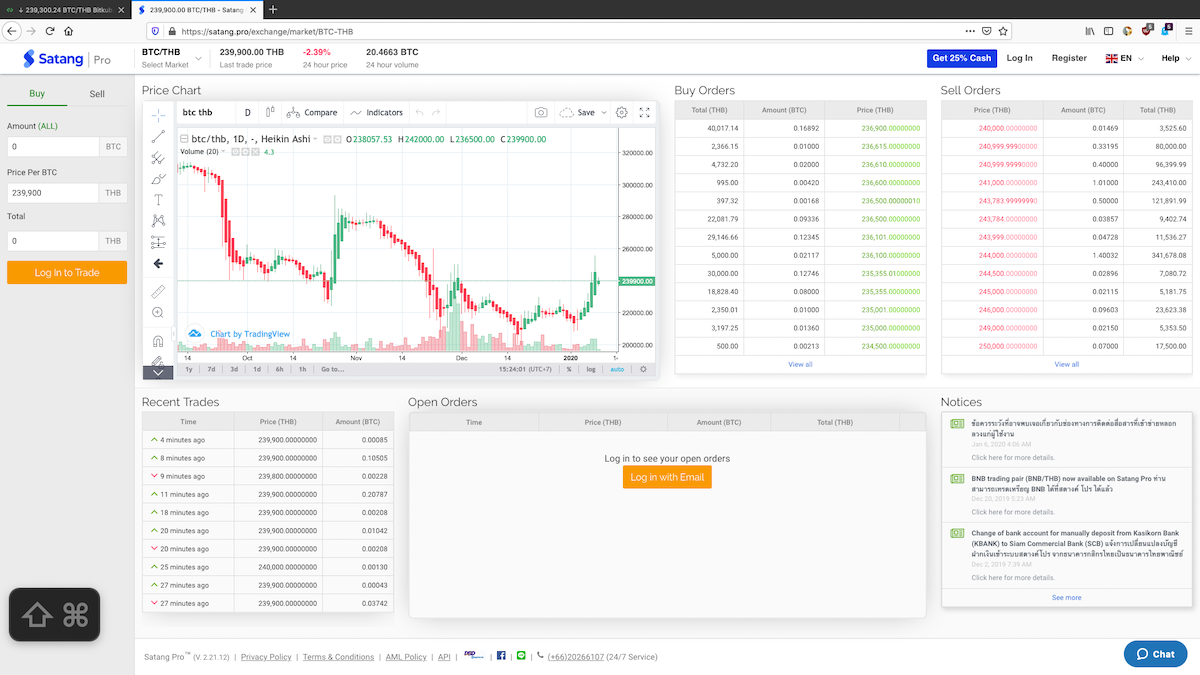 ↓ 239,300.24 BTC/THB Bitkub
239,900.00 BTC/THB - Satang
https://satang.pro/exchange/market/BTC-THB
Satang | Pro
BTC/THB
Select Market
239,900.00 THB
Last trade price
-2.39%
24 hour price
20.4663 BTC
24 hour volume
Get 25% Cash
Log In
Register
EN
Help
Buy
Sell
Amount (ALL)
0 BTC
Price Per BTC
239,900 THB
Total
0 THB
Log In to Trade
Price Chart
btc thb D Compare Indicators Save
btc/thb, 1D, -, Heikin Ashi O238057.53 H242000.00 L236500.00 C239900.00
Volume (20) 4.3
320000.00
300000.00
280000.00
260000.00
239900.00
220000.00
200000.00
Chart by TradingView
14 Oct 14 Nov 14 Dec 14 2020 1
1y 7d 3d 1d 6h 1h Go to... 15:24:01 (UTC+7) % log auto
Buy Orders
Total (THB) Amount (BTC) Price (THB)
40,017.14 0.16892 236,900.00000000
2,366.15 0.01000 236,615.00000000
4,732.20 0.02000 236,610.00000000
995.00 0.00420 236,600.00000000
397.32 0.00168 236,500.00000010
22,081.79 0.09336 236,500.00000000
29,146.66 0.12345 236,101.00000000
5,000.00 0.02117 236,100.00000000
30,000.00 0.12746 235,355.01000000
18,828.40 0.08000 235,355.00000000
2,350.01 0.01000 235,001.00000000
3,197.25 0.01360 235,000.00000000
500.00 0.00213 234,500.00000000
View all
Sell Orders
Price (THB) Amount (BTC) Total (THB)
240,000.00000000 0.01469 3,525.60
240,999.99900000 0.33195 80,000.00
240,999.99990000 0.40000 96,399.99
241,000.00000000 1.01000 243,410.00
243,783.99999990 0.50000 121,891.99
243,784.00000000 0.03857 9,402.74
243,999.00000000 0.04728 11,536.27
244,000.00000000 1.40032 341,678.08
244,500.00000000 0.02896 7,080.72
245,000.00000000 0.02115 5,181.75
246,000.00000000 0.09603 23,623.38
249,000.00000000 0.02150 5,353.50
250,000.00000000 0.07000 17,500.00
View all
Recent Trades
Time Price (THB) Amount (BTC)
4 minutes ago 239,900.00000000 0.00085
8 minutes ago 239,900.00000000 0.10505
9 minutes ago 239,800.00000000 0.00228
11 minutes ago 239,900.00000000 0.20787
18 minutes ago 239,900.00000000 0.00208
20 minutes ago 239,900.00000000 0.01042
20 minutes ago 239,900.00000000 0.00208
25 minutes ago 240,000.00000000 0.00130
27 minutes ago 239,900.00000000 0.00043
27 minutes ago 239,900.00000000 0.03742
Open Orders
Time Price (THB) Amount (BTC) Total (THB)
Log in to see your open orders
Log in with Email
Notices
ข้อควรระวังที่อาจพบเจอเกี่ยวกับช่องทางการติดต่อสื่อสารที่เข้าข่ายหลอก
ลวงแก่ผู้ใช้งาน
Jan 6, 2020 4:06 AM
Click here for more details.
BNB trading pair (BNB/THB) now available on Satang Pro ท่าน
สามารถเทรดเหรียญ BNB ได้ที่สตางค์ โปร ได้แล้ว
Dec 20, 2019 5:23 AM
Click here for more details.
Change of bank account for manually deposit from Kasikorn Bank
(KBANK) to Siam Commercial Bank (SCB) แจ้งการเปลี่ยนแปลงบัญชี
ฝากเงินเข้าระบบสตางค์โปร จากธนาคารกสิกรไทยเป็นธนาคารไทยพาณิชย์
Dec 2, 2019 7:39 AM
Click here for more details.
See more
Satang Pro™ (V. 2.21.12) | Privacy Policy | Terms & Conditions | AML Policy | API | | | (+66)20266107 (24/7 Service)
Chat